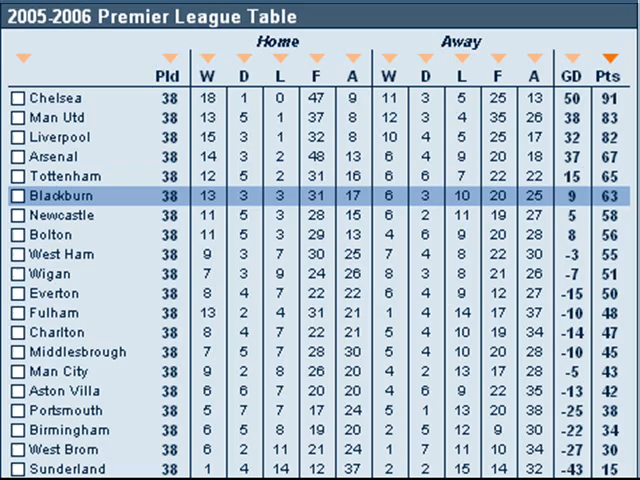 2005-2006 Premier League Table
Home Away
Pld W D L F A W D L F A GD Pts
Chelsea 38 18 1 0 47 9 11 3 5 25 13 50 91
Man Utd 38 13 5 1 37 8 12 3 4 35 26 38 83
Liverpool 38 15 3 1 32 8 10 4 5 25 17 32 82
Arsenal 38 14 3 2 48 13 6 4 9 20 18 37 67
Tottenham 38 12 5 2 31 16 6 6 7 22 22 15 65
Blackburn 38 13 3 3 31 17 6 3 10 20 25 9 63
Newcastle 38 11 5 3 28 15 6 2 11 19 27 5 58
Bolton 38 11 5 3 29 13 4 6 9 20 28 8 56
West Ham 38 9 3 7 30 25 7 4 8 22 30 -3 55
Wigan 38 7 3 9 24 26 8 3 8 21 26 -7 51
Everton 38 8 4 7 22 22 6 4 9 12 27 -15 50
Fulham 38 13 2 4 31 21 1 4 14 17 37 -10 48
Charlton 38 8 4 7 22 21 5 4 10 19 34 -14 47
Middlesbrough 38 7 5 7 28 30 5 4 10 20 28 -10 45
Man City 38 9 2 8 26 20 4 2 13 17 28 -5 43
Aston Villa 38 6 6 7 20 20 4 6 9 22 35 -13 42
Portsmouth 38 5 7 7 17 24 5 1 13 20 38 -25 38
Birmingham 38 6 5 8 19 20 2 5 12 9 30 -22 34
West Brom 38 6 2 11 21 24 1 7 11 10 34 -27 30
Sunderland 38 1 4 14 12 37 2 2 15 14 32 -43 15